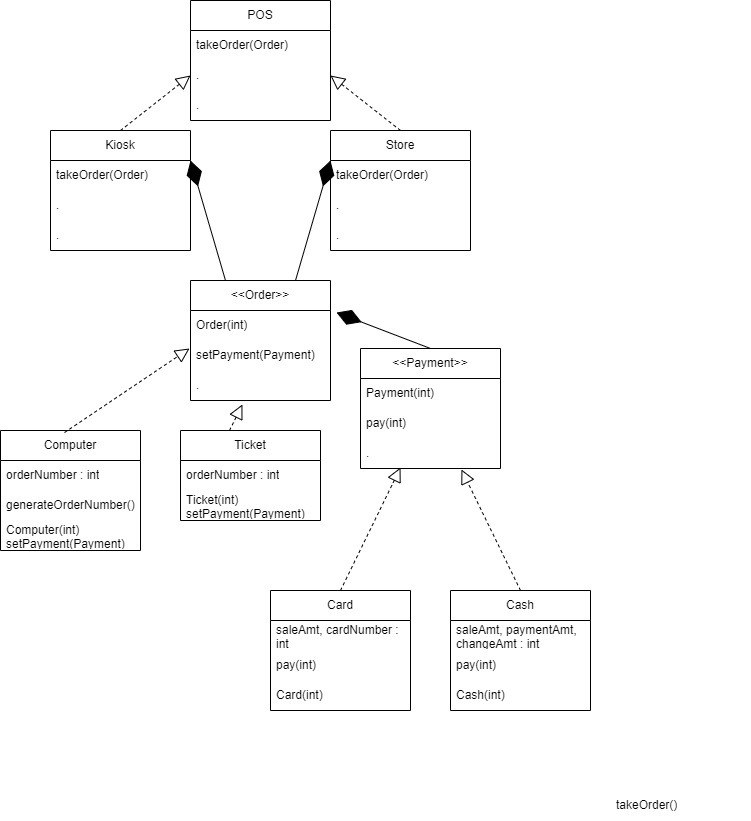 POS
takeOrder(Order)
.
.
Kiosk
takeOrder(Order)
.
.
Store
takeOrder(Order)
.
.
<<Order>>
Order(int)
setPayment(Payment)
.
<<Payment>>
Payment(int)
pay(int)
.
Computer
orderNumber : int
generateOrderNumber()
Computer(int)
setPayment(Payment)
Ticket
orderNumber : int
Ticket(int)
setPayment(Payment)
Card
saleAmt, cardNumber :
int
pay(int)
Card(int)
Cash
saleAmt, paymentAmt,
changeAmt : int
pay(int)
Cash(int)
takeOrder()